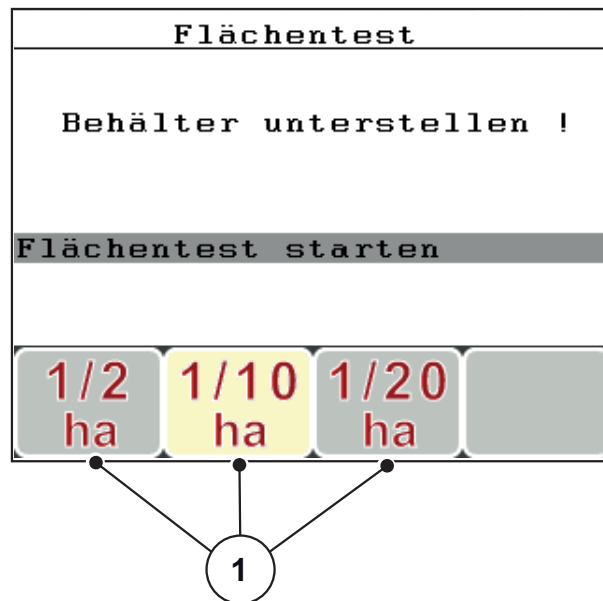 Flächentest
Behälter unterstellen !
Flächentest starten
1/2 1/10 1/20
ha ha ha
1